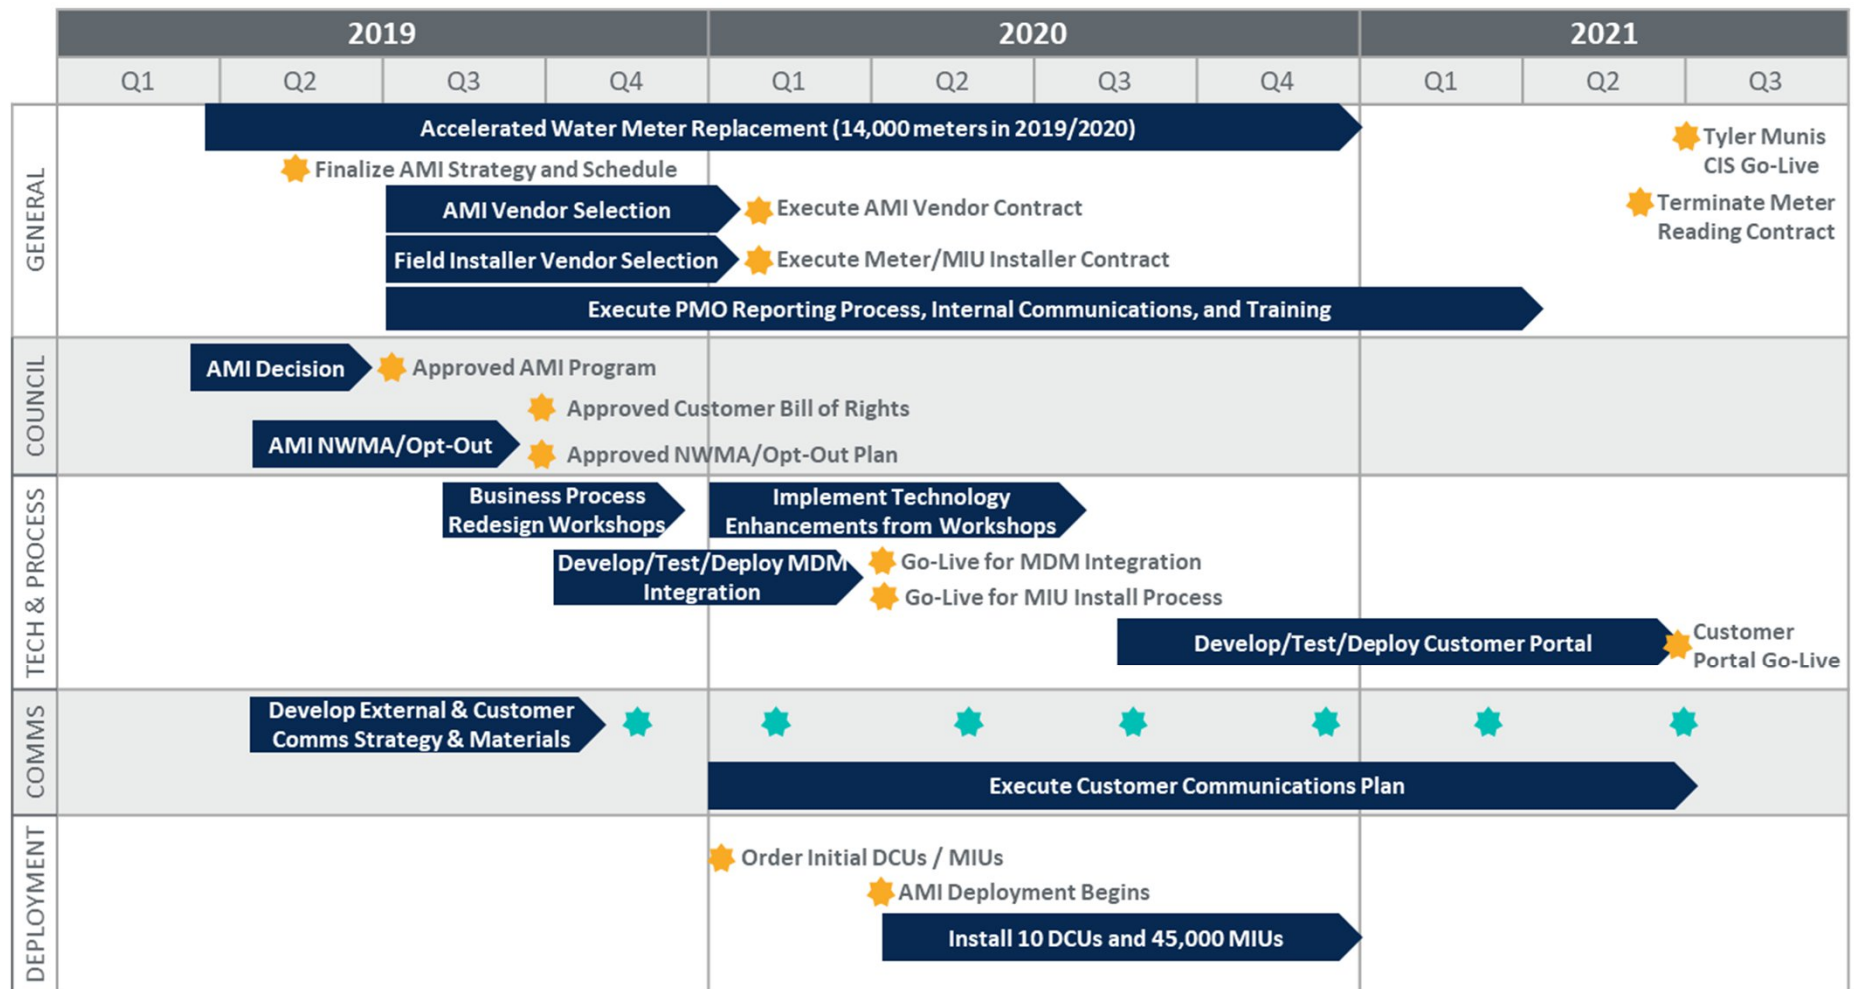 2019 2020 2021
Q1 Q2 Q3 Q4 Q1 Q2 Q3 Q4 Q1 Q2 Q3
GENERAL
Accelerated Water Meter Replacement (14,000 meters in 2019/2020)
Tyler Munis
CIS Go-Live
Finalize AMI Strategy and Schedule
AMI Vendor Selection
Execute AMI Vendor Contract
Terminate Meter
Reading Contract
Field Installer Vendor Selection
Execute Meter/MIU Installer Contract
Execute PMO Reporting Process, Internal Communications, and Training
COUNCIL
AMI Decision
Approved AMI Program
Approved Customer Bill of Rights
AMI NWMA/Opt-Out
Approved NWMA/Opt-Out Plan
TECH & PROCESS
Business Process
Redesign Workshops
Implement Technology
Enhancements from Workshops
Develop/Test/Deploy MDM
Integration
Go-Live for MDM Integration
Go-Live for MIU Install Process
Develop/Test/Deploy Customer Portal
Customer
Portal Go-Live
COMMS
Develop External & Customer
Comms Strategy & Materials
Execute Customer Communications Plan
DEPLOYMENT
Order Initial DCUs / MIUs
AMI Deployment Begins
Install 10 DCUs and 45,000 MIUs